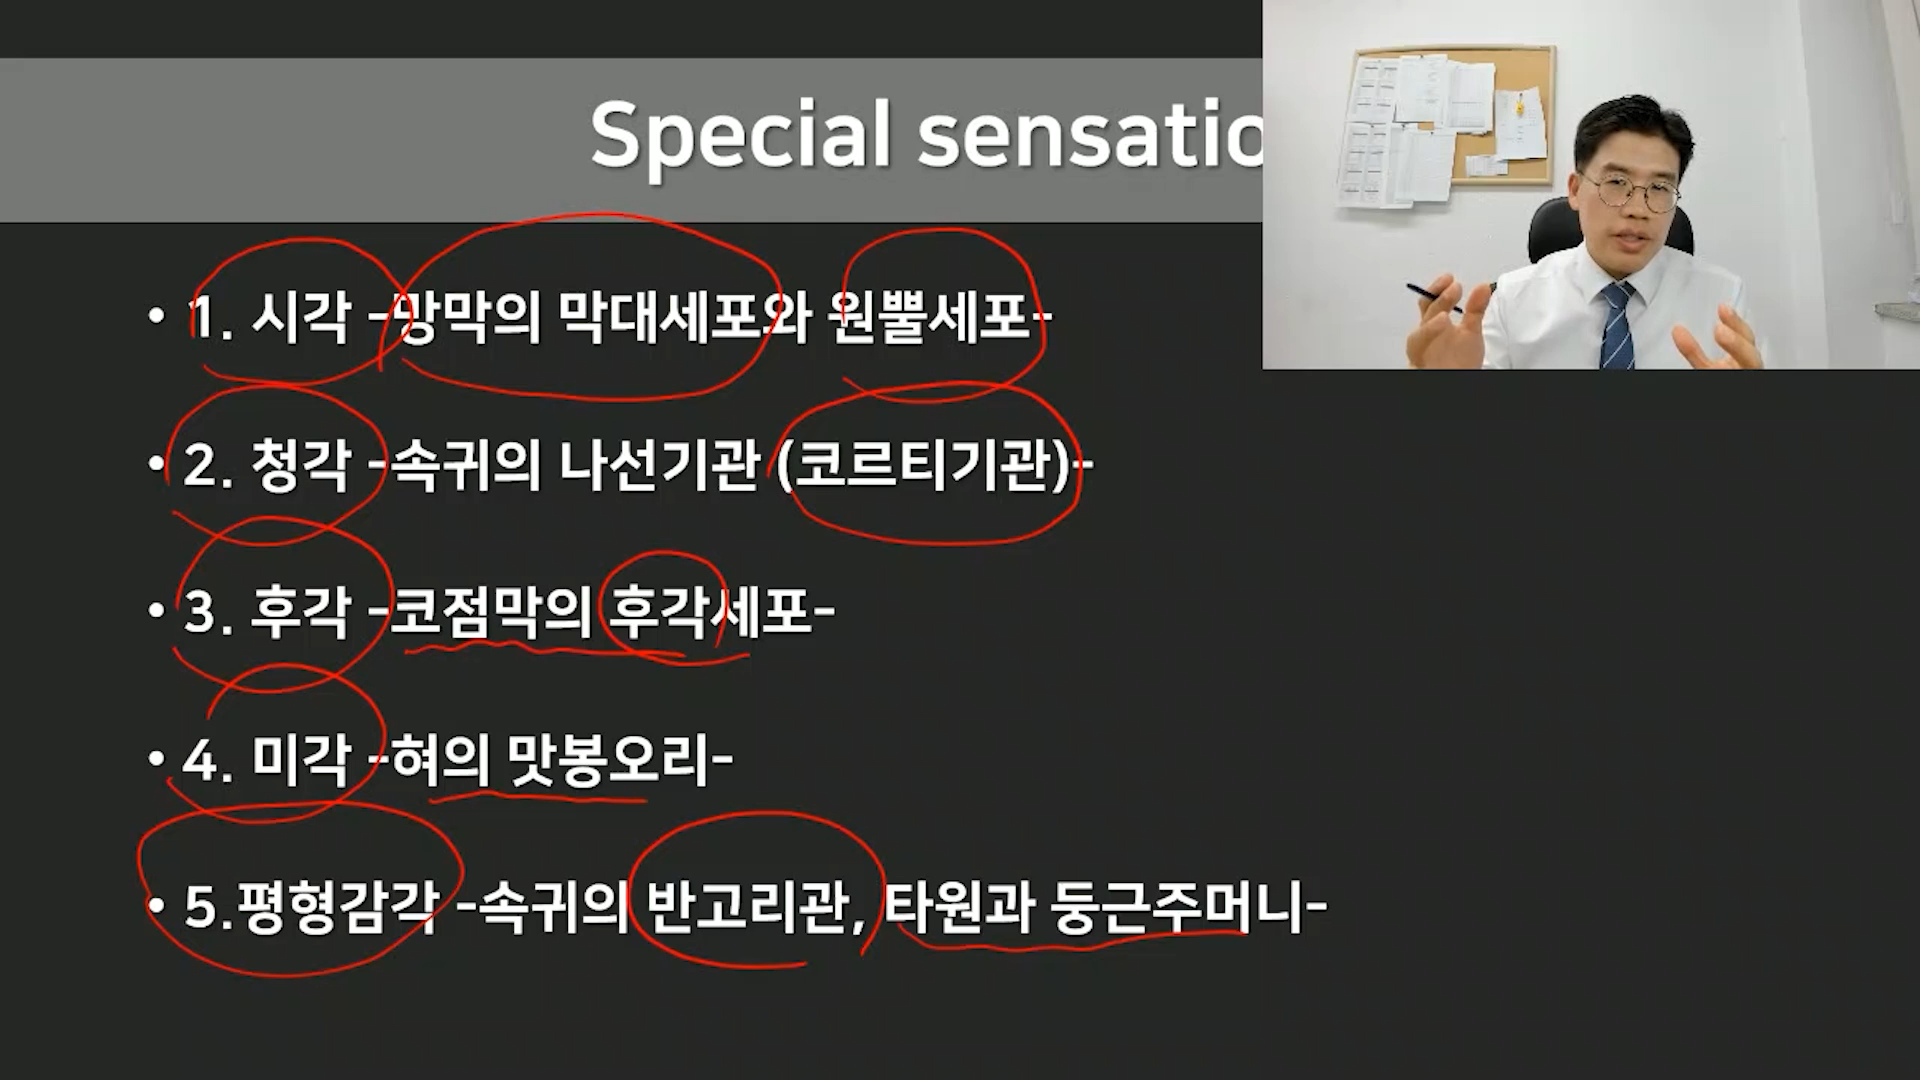 Special sensatio
• 1. 시각 -망막의 막대세포와 원뿔세포-
• 2. 청각 -속귀의 나선기관 (코르티기관)-
• 3. 후각 -코점막의 후각세포-
• 4. 미각 -혀의 맛봉오리-
• 5.평형감각 -속귀의 반고리관, 타원과 둥근주머니-